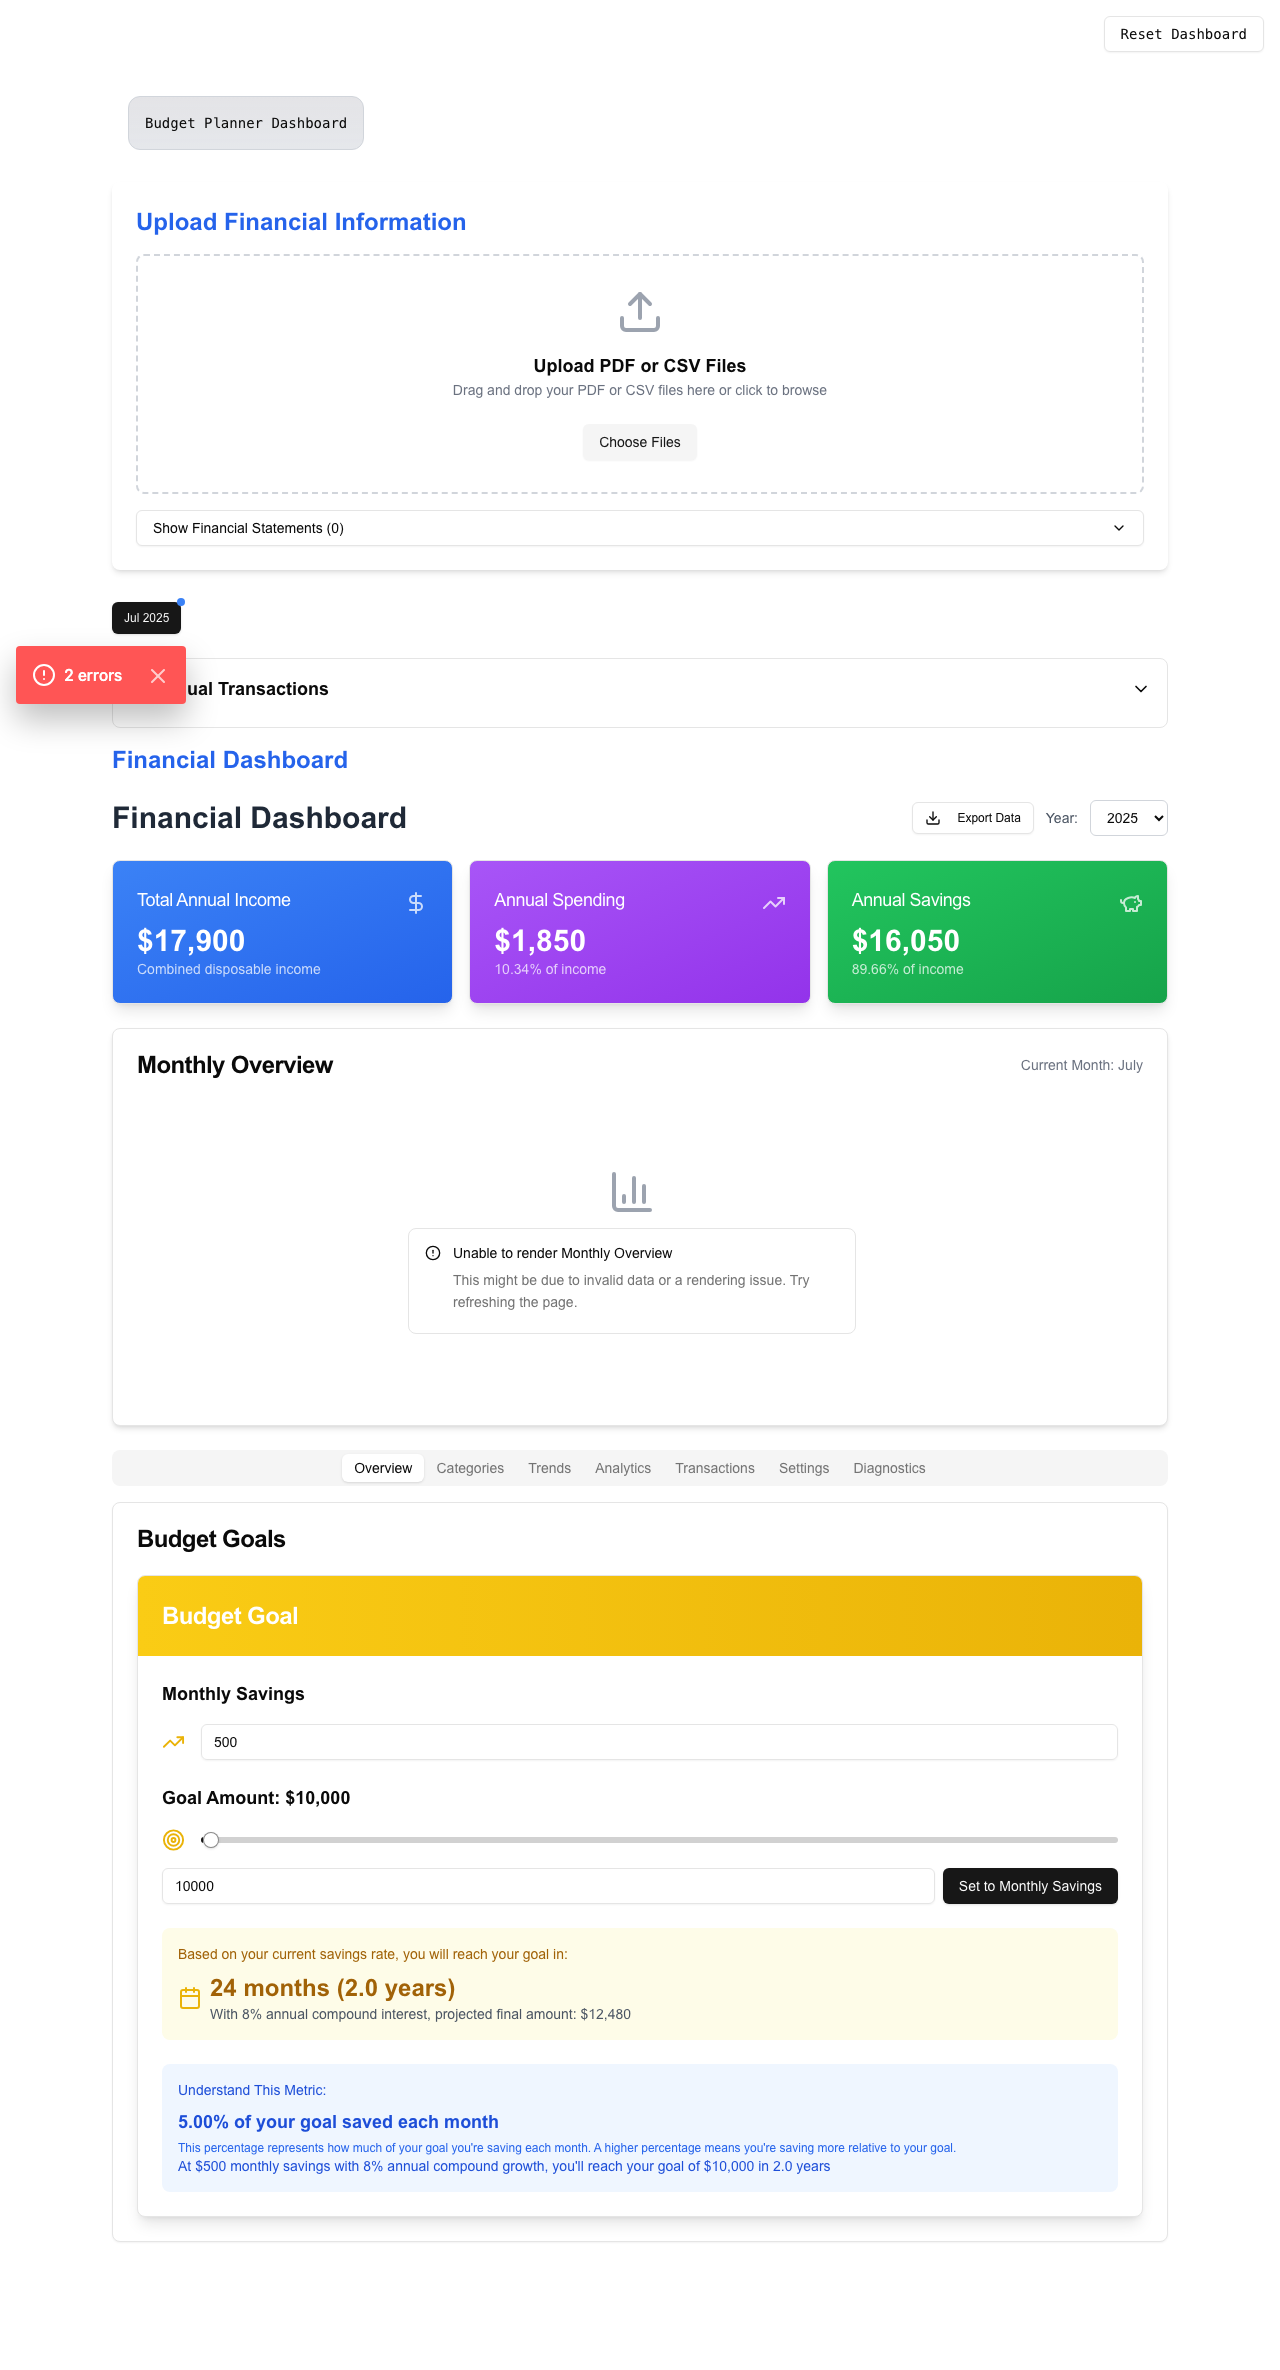 Reset Dashboard
Budget Planner Dashboard
Upload Financial Information
Upload PDF or CSV Files
Drag and drop your PDF or CSV files here or click to browse
Choose Files
Show Financial Statements (0)
Jul 2025
2 errors
ual Transactions
Financial Dashboard
Financial Dashboard
Export Data
Year:
2025
Total Annual Income
$17,900
Combined disposable income
Annual Spending
$1,850
10.34% of income
Annual Savings
$16,050
89.66% of income
Monthly Overview
Current Month: July
Unable to render Monthly Overview
This might be due to invalid data or a rendering issue. Try
refreshing the page.
Overview
Categories
Trends
Analytics
Transactions
Settings
Diagnostics
Budget Goals
Budget Goal
Monthly Savings
500
Goal Amount: $10,000
10000
Set to Monthly Savings
Based on your current savings rate, you will reach your goal in:
24 months (2.0 years)
With 8% annual compound interest, projected final amount: $12,480
Understand This Metric:
5.00% of your goal saved each month
This percentage represents how much of your goal you're saving each month. A higher percentage means you're saving more relative to your goal.
At $500 monthly savings with 8% annual compound growth, you'll reach your goal of $10,000 in 2.0 years